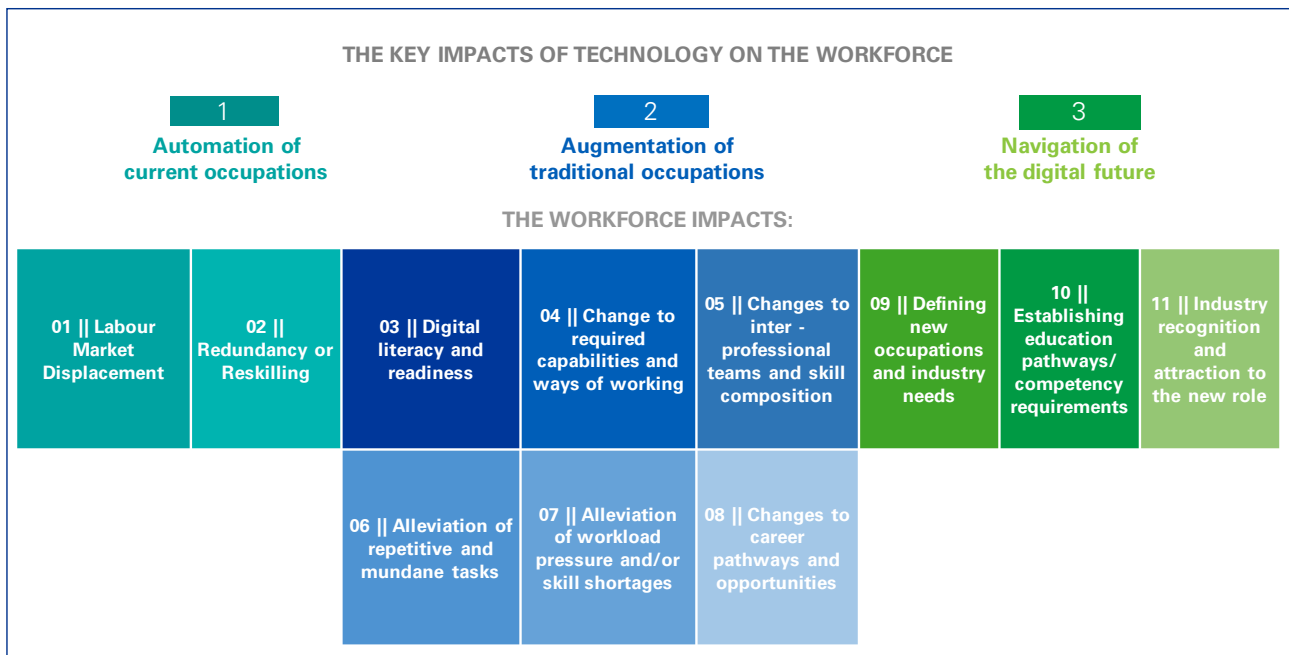 THE KEY IMPACTS OF TECHNOLOGY ON THE WORKFORCE
1
Automation of
current occupations
2
Augmentation of
traditional occupations
3
Navigation of
the digital future
THE WORKFORCE IMPACTS:
01 || Labour
Market
Displacement
02 ||
Redundancy or
Reskilling
03 || Digital
literacy and
readiness
04 || Change to
required
capabilities and
ways of working
05 || Changes to
inter -
professional
teams and skill
composition
09 || Defining
new
occupations
and industry
needs
10 ||
Establishing
education
pathways/
competency
requirements
11 || Industry
recognition
and
attraction to
the new role
06 || Alleviation of
repetitive and
mundane tasks
07 || Alleviation
of workload
pressure and/or
skill shortages
08 || Changes to
career
pathways and
opportunities